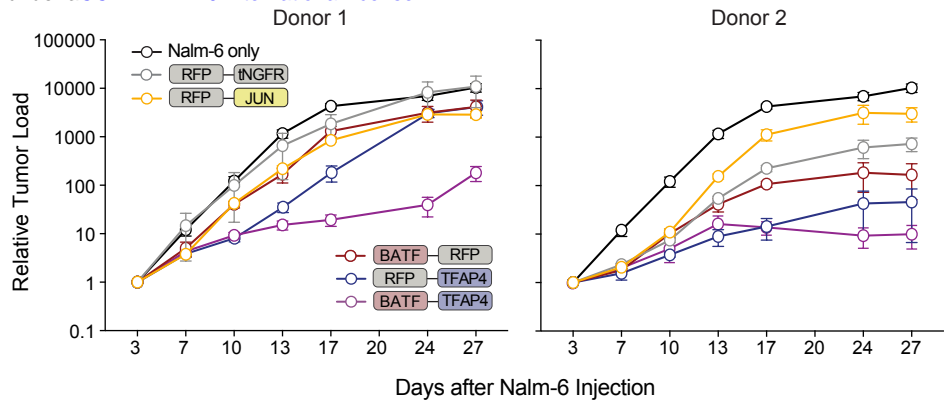 Donor 1
Donor 2
Relative Tumor Load
100000
10000
1000
100
10
1
0.1
Nalm-6 only
RFP tNGFR
RFP JUN
BATF RFP
RFP TFAP4
BATF TFAP4
3 7 10 13 17 20 24 27
3 7 10 13 17 20 24 27
Days after Nalm-6 Injection